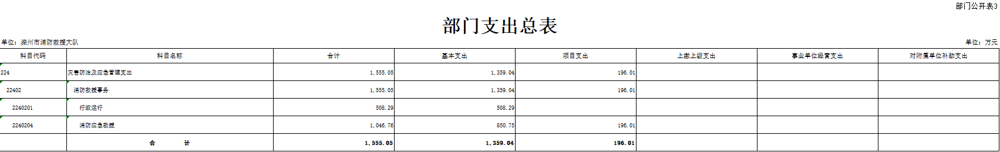 部门公开表3
部门支出总表
单位：滦州市消防救援大队 单位：万元
科目代码 科目名称 合计 基本支出 项目支出 上缴上级支出 事业单位经营支出 对附属单位补助支出
224 灾害防治及应急管理支出 1,555.05 1,359.04 196.01
22402 消防救援事务 1,555.05 1,359.04 196.01
2240201 行政运行 508.29 508.29
2240204 消防应急救援 1,046.76 850.75 196.01
合 计 1,555.05 1,359.04 196.01